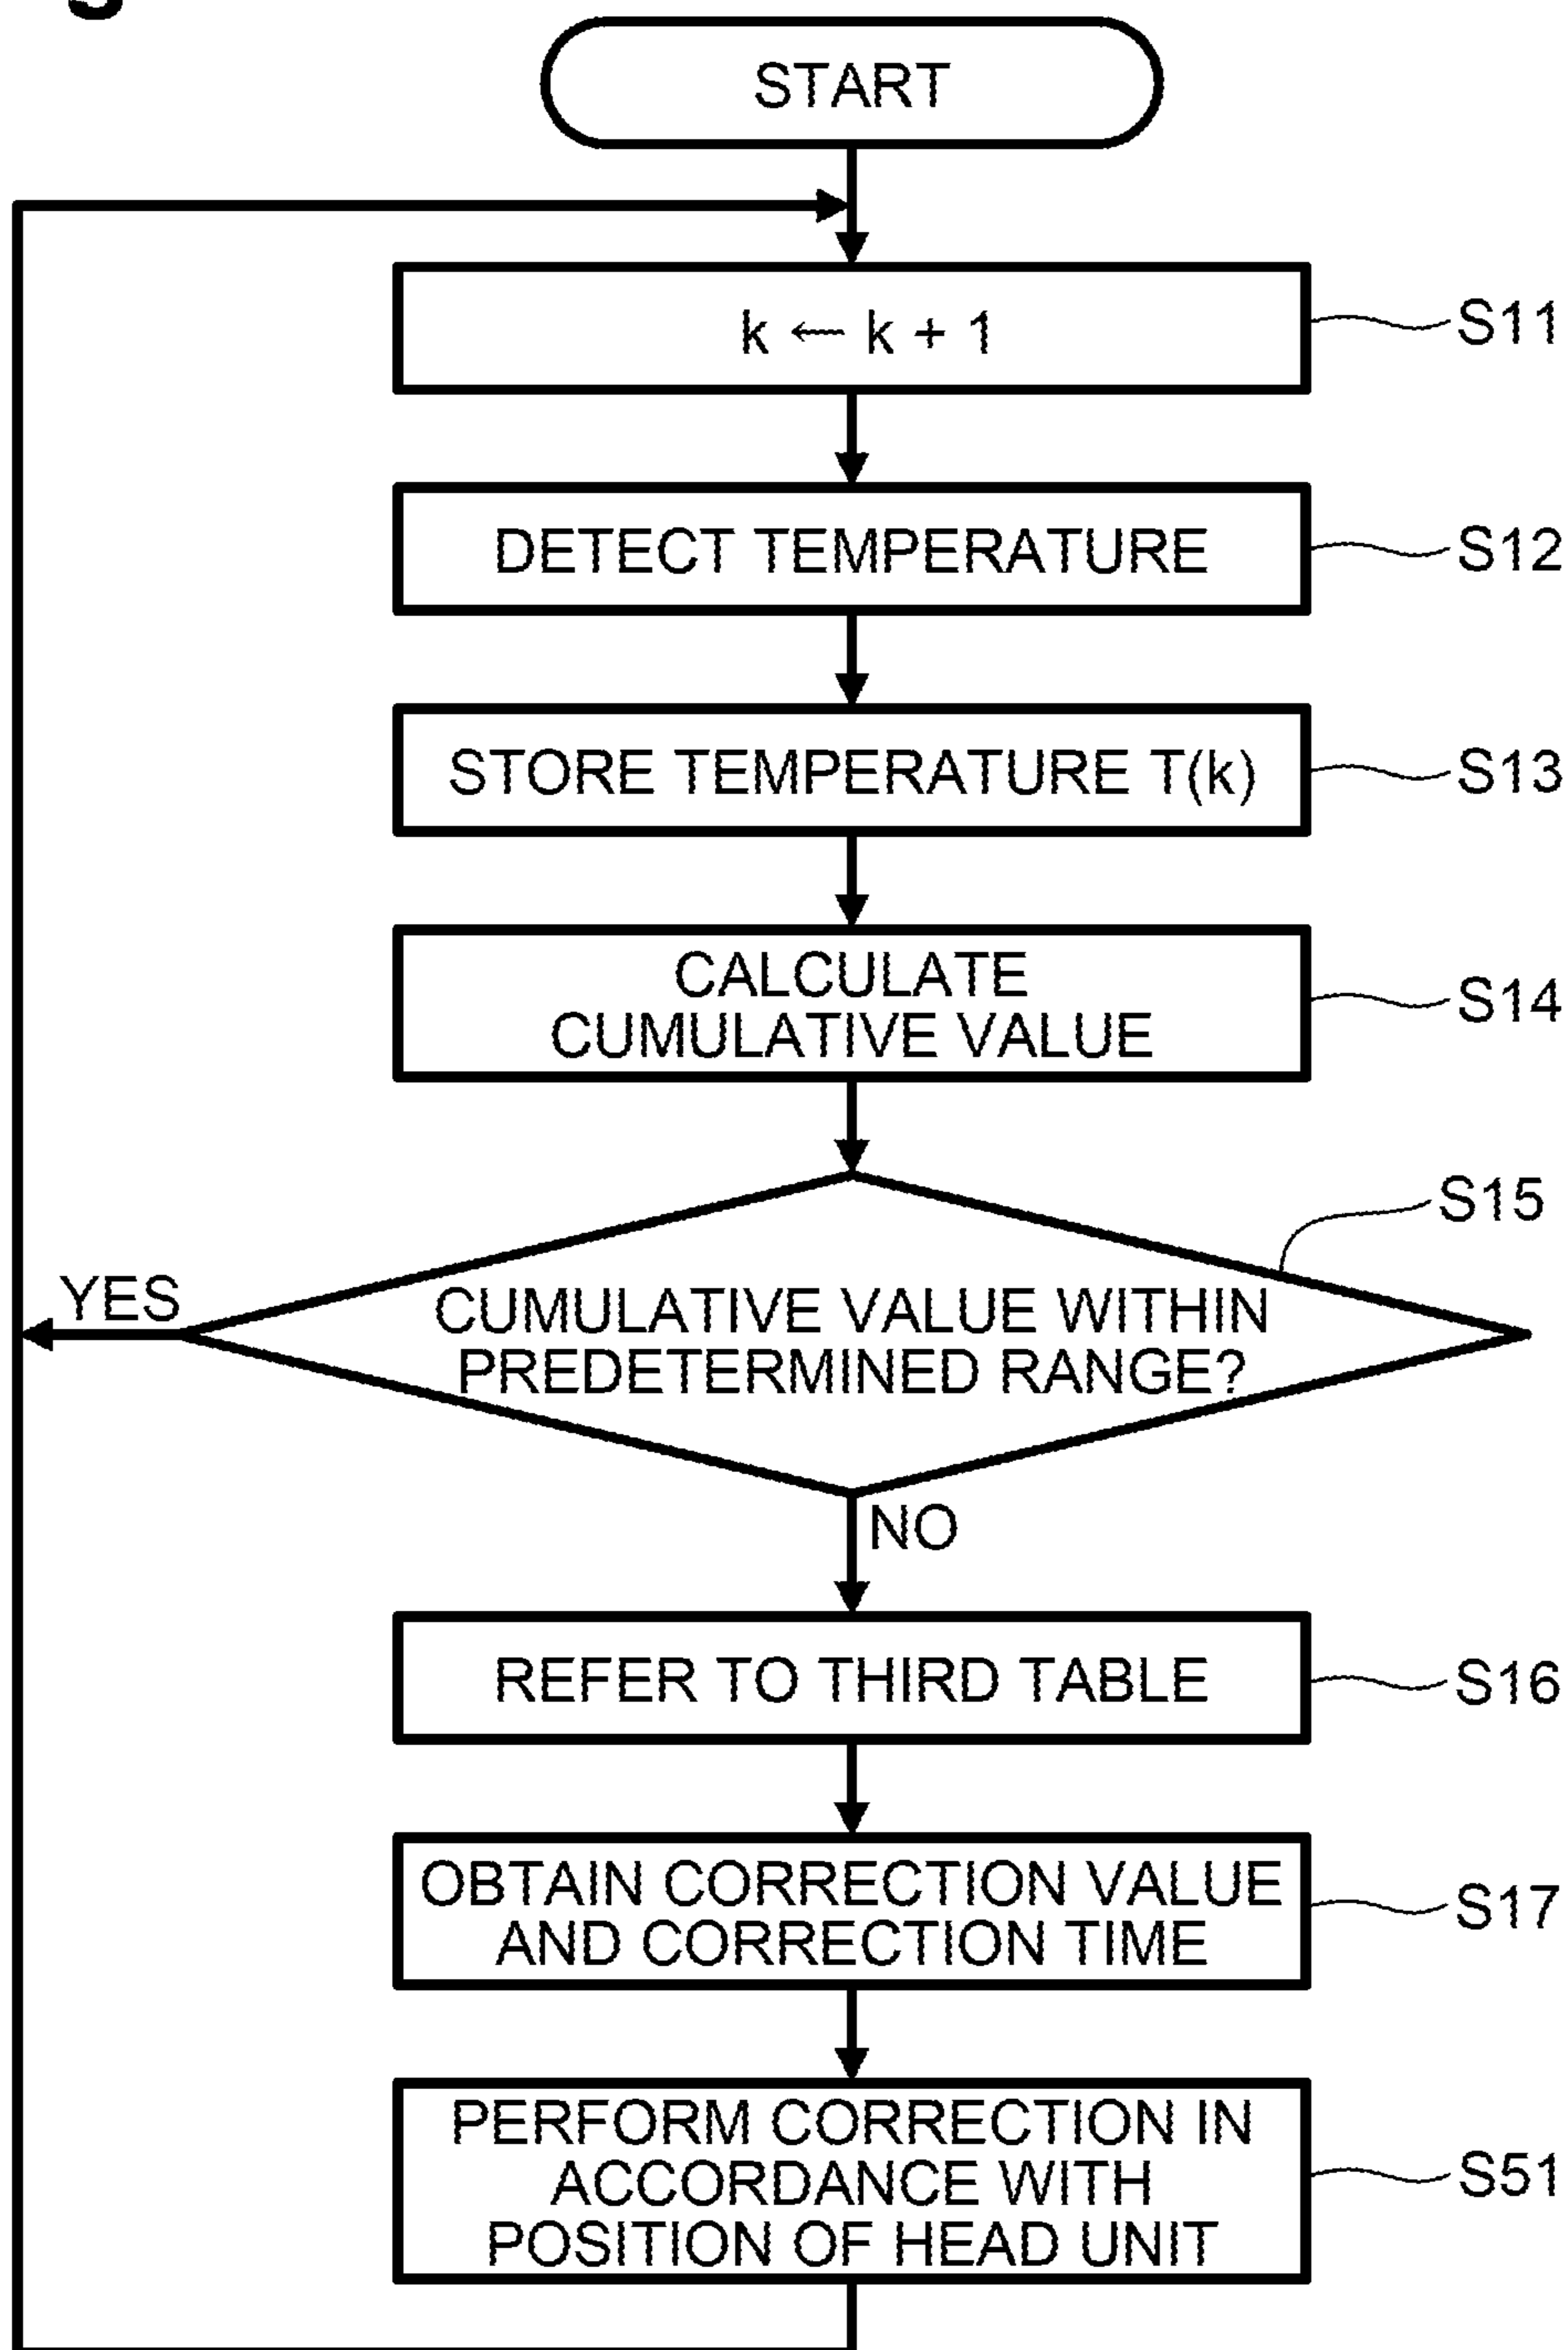 START
k ← k + 1
S11
DETECT TEMPERATURE
S12
STORE TEMPERATURE T(k)
S13
CALCULATE
CUMULATIVE VALUE
S14
S15
YES
CUMULATIVE VALUE WITHIN
PREDETERMINED RANGE?
NO
REFER TO THIRD TABLE
S16
OBTAIN CORRECTION VALUE
AND CORRECTION TIME
S17
PERFORM CORRECTION IN
ACCORDANCE WITH
POSITION OF HEAD UNIT
S51